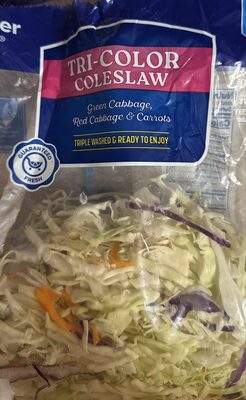 TRI-COLOR
COLESLAW
Green Cabbage,
Red Cabbage & Carrots
TRIPLE WASHED & READY TO ENJOY
GUARANTEED
FRESH